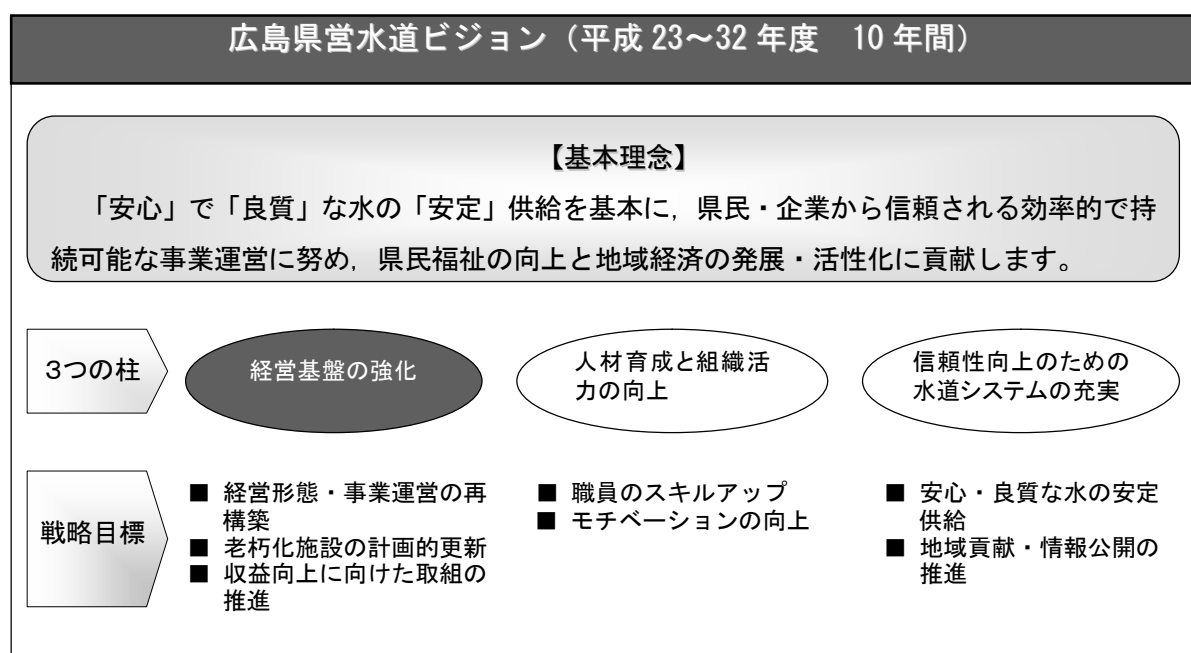 広島県営水道ビジョン（平成 23～32 年度　10 年間）
【基本理念】
「安心」で「良質」な水の「安定」供給を基本に，県民・企業から信頼される効率的で持
続可能な事業運営に努め，県民福祉の向上と地域経済の発展・活性化に貢献します。
3つの柱
経営基盤の強化
人材育成と組織活
力の向上
信頼性向上のための
水道システムの充実
戦略目標
■ 経営形態・事業運営の再
構築
■ 老朽化施設の計画的更新
■ 収益向上に向けた取組の
推進
■ 職員のスキルアップ
■ モチベーションの向上
■ 安心・良質な水の安定
供給
■ 地域貢献・情報公開の
推進